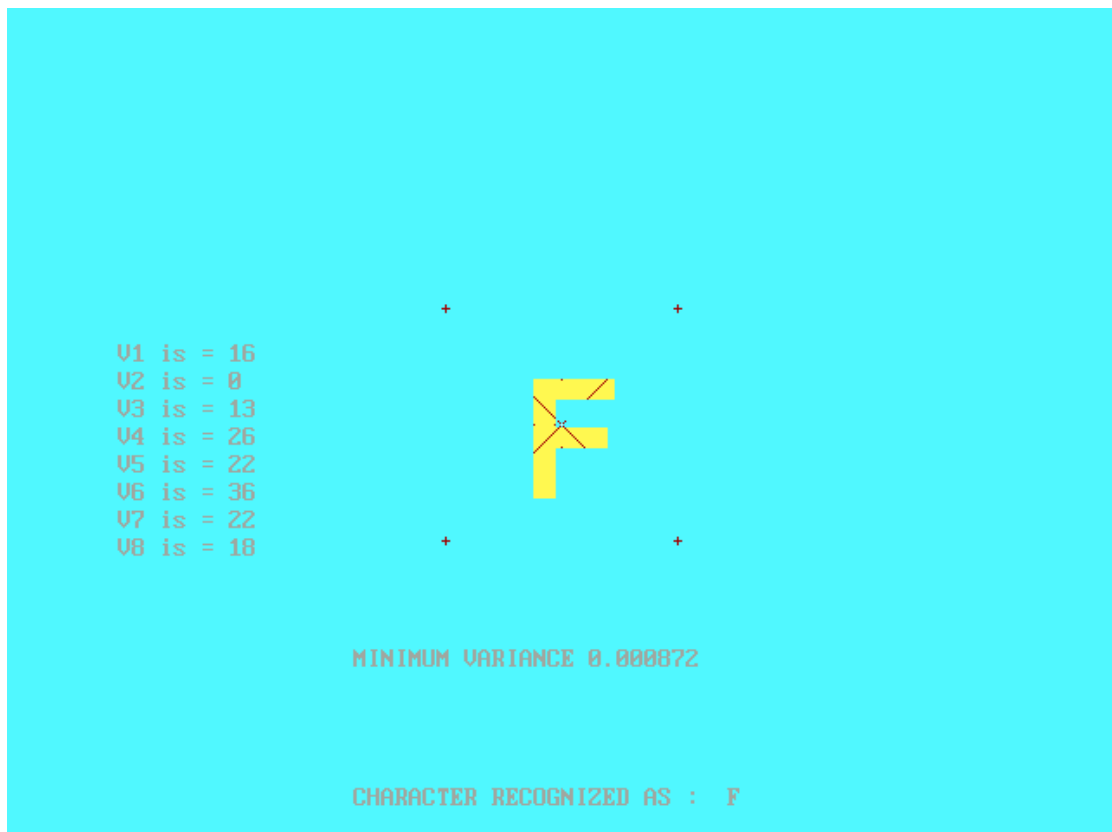 V1 is = 16
V2 is = 0
V3 is = 13
V4 is = 26
V5 is = 22
V6 is = 36
V7 is = 22
V8 is = 18
F
MINIMUM VARIANCE 0.000872
CHARACTER RECOGNIZED AS : F